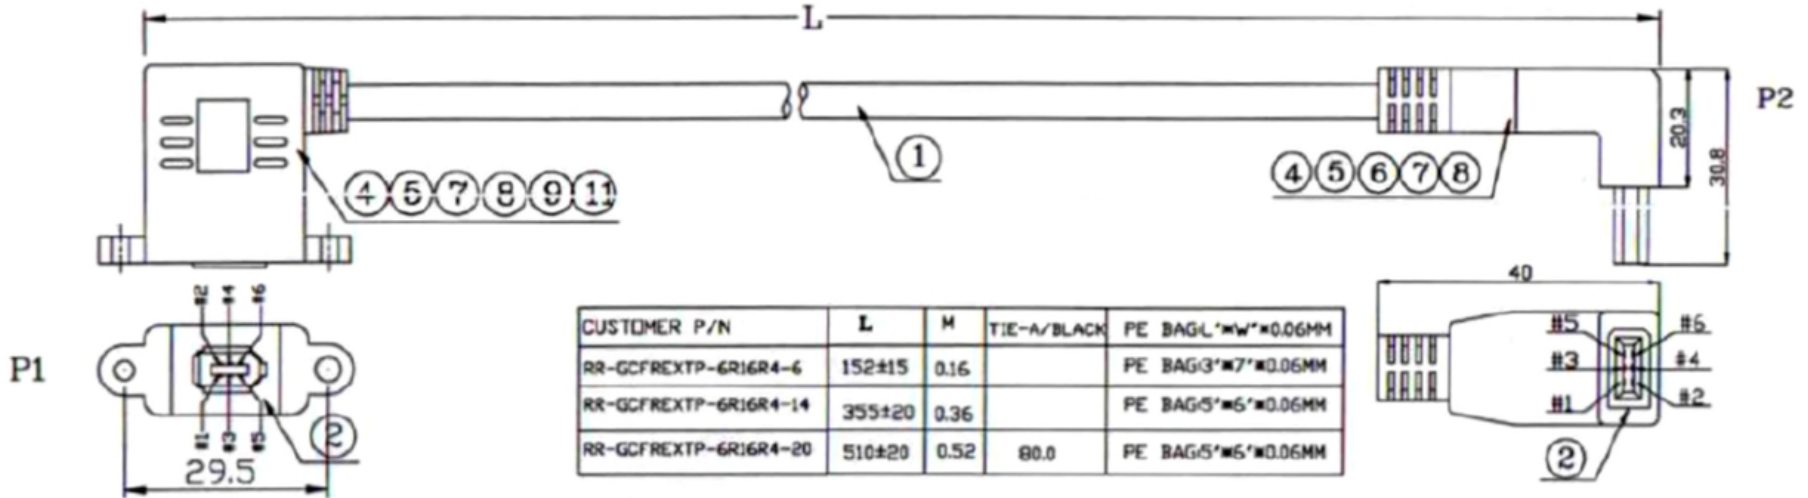 L
P2
20.3
30.8
1
4 5 7 8 9 11
4 5 6 7 8
40
#2 #4 #6
P1
#1 #3 #5
2
29.5
CUSTOMER P/N L M TIE-A/BLACK PE BAG(L"*W"*0.06MM
RR-GCFREXTP-6R16R4-6 152±15 0.16 PE BAG(3"*7"*0.06MM
RR-GCFREXTP-6R16R4-14 355±20 0.36 PE BAG(5"*6"*0.06MM
RR-GCFREXTP-6R16R4-20 510±20 0.52 80.0 PE BAG(5"*6"*0.06MM
#5 #6
#3 #4
#1 #2
2